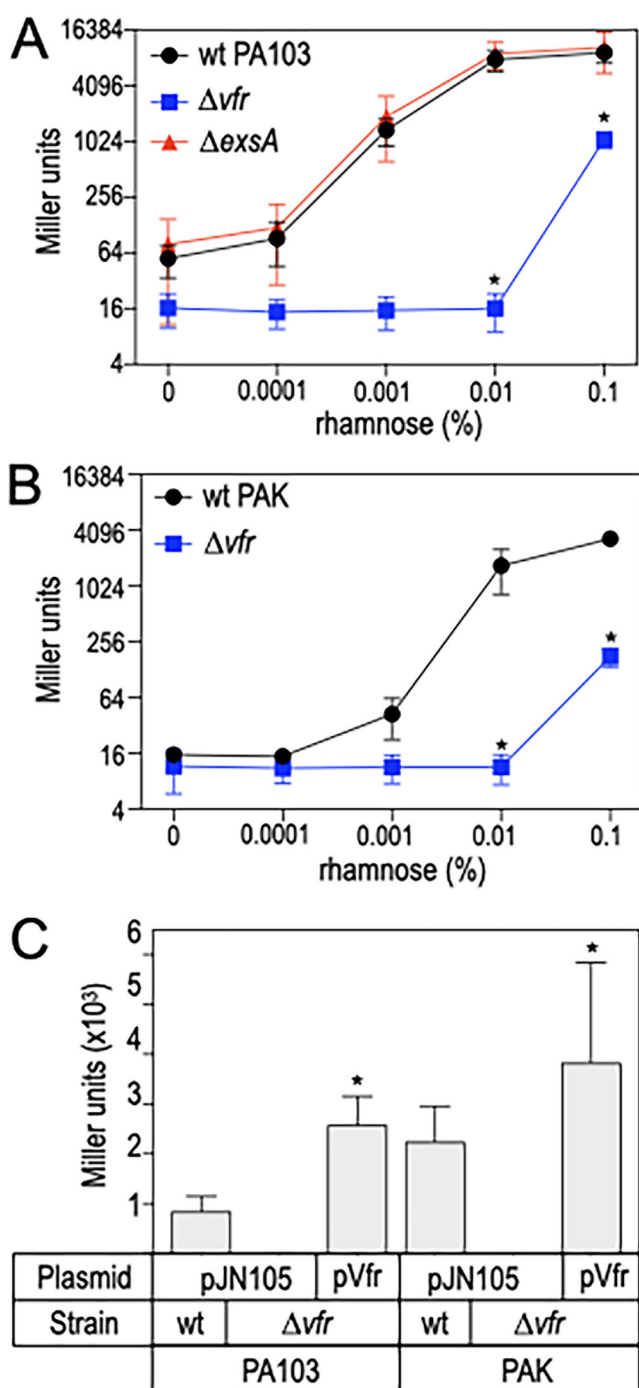 A
16384
4096
1024
256
64
16
4
Miller units
wt PA103
Δvfr
ΔexsA
0 0.0001 0.001 0.01 0.1
rhamnose (%)
B
16384
4096
1024
256
64
16
4
Miller units
wt PAK
Δvfr
0 0.0001 0.001 0.01 0.1
rhamnose (%)
C
6
5
4
3
2
1
Miller units (x10³)
Plasmid pJN105 pVfr pJN105 pVfr
Strain wt Δvfr wt Δvfr
PA103 PAK